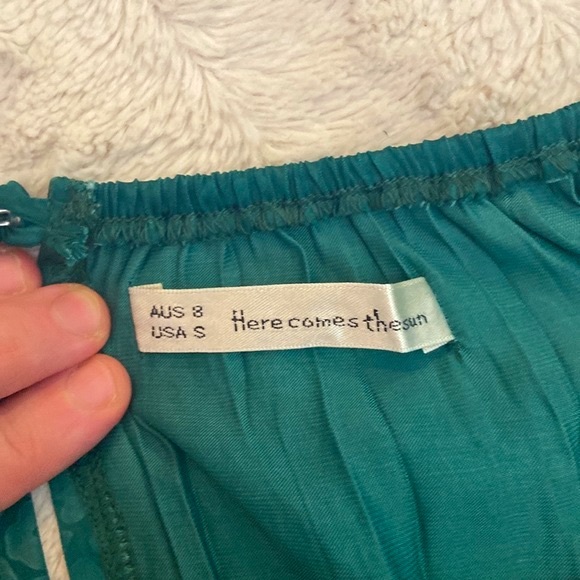 AUS 8
USA S
Here comes the sun